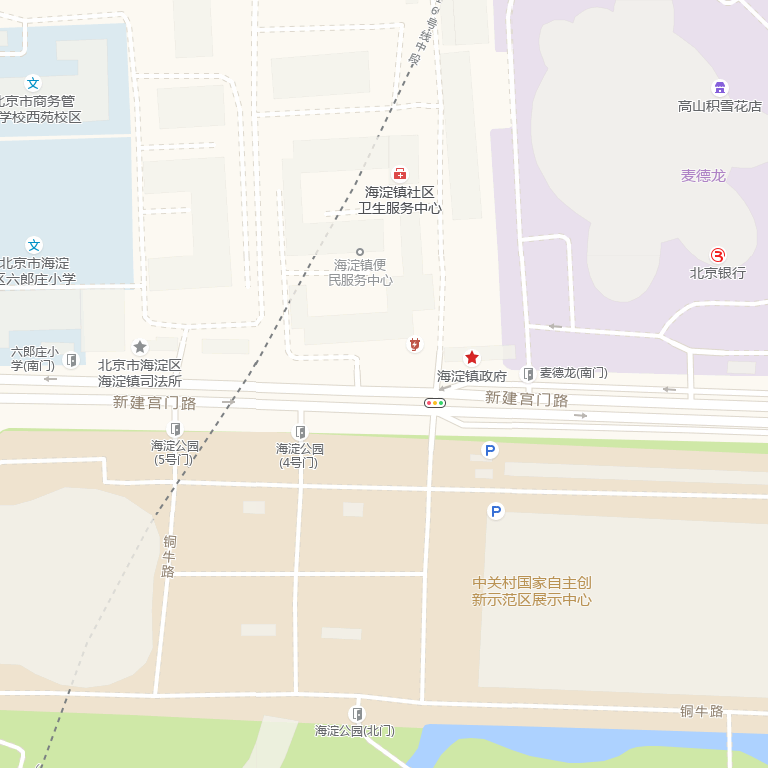 6号线中段
北京市商务管
学校西苑校区
高山积雪花店
麦德龙
海淀镇社区
卫生服务中心
北京市海淀
区六郎庄小学
海淀镇便
民服务中心
北京银行
六郎庄小
学(南门)
北京市海淀区
海淀镇司法所
海淀镇政府
麦德龙(南门)
新建宫门路
新建宫门路
海淀公园
(5号门)
海淀公园
(4号门)
P
P
铜牛路
中关村国家自主创
新示范区展示中心
铜牛路
海淀公园(北门)